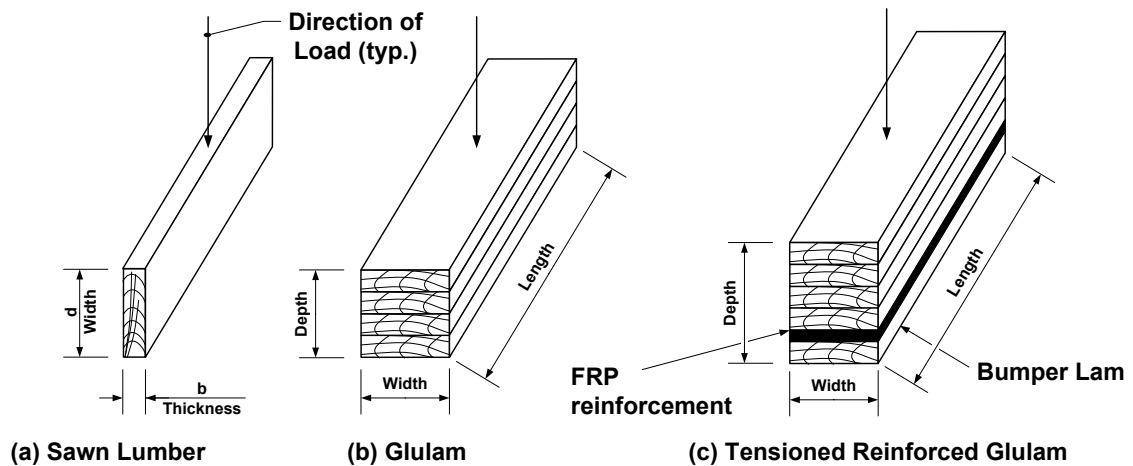 Direction of
Load (typ.)
d
Width
b
Thickness
(a) Sawn Lumber
Depth
Width
Length
(b) Glulam
Depth
Width
Length
FRP
reinforcement
Bumper Lam
(c) Tensioned Reinforced Glulam